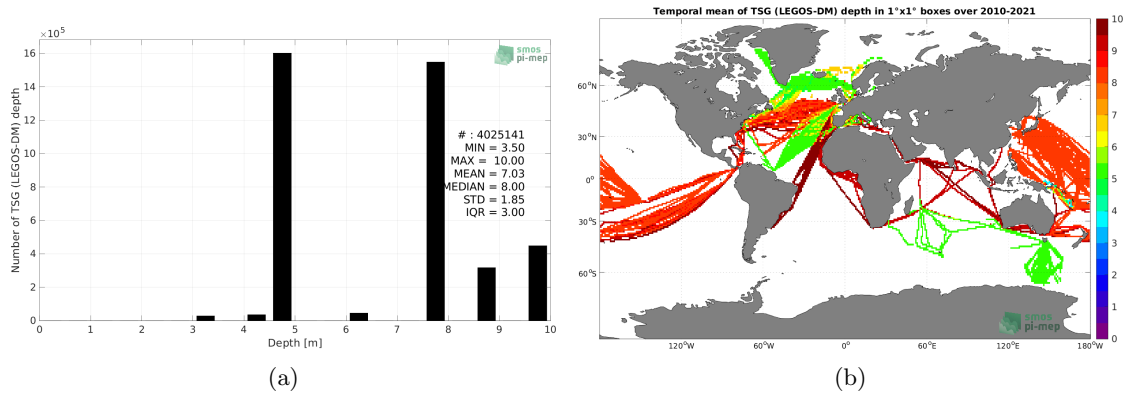 smos
pi-mep
×10⁵
16
14
12
10
8
6
4
2
0
Number of TSG (LEGOS-DM) depth
# : 4025141
MIN = 3.50
MAX = 10.00
MEAN = 7.03
MEDIAN = 8.00
STD = 1.85
IQR = 3.00
0 1 2 3 4 5 6 7 8 9 10
Depth [m]
(a)
Temporal mean of TSG (LEGOS-DM) depth in 1°x1° boxes over 2010-2021
60°N
30°N
0°
30°S
60°S
120°W 60°W 0° 60°E 120°E 180°W
smos
pi-mep
10
9
8
7
6
5
4
3
2
1
0
(b)